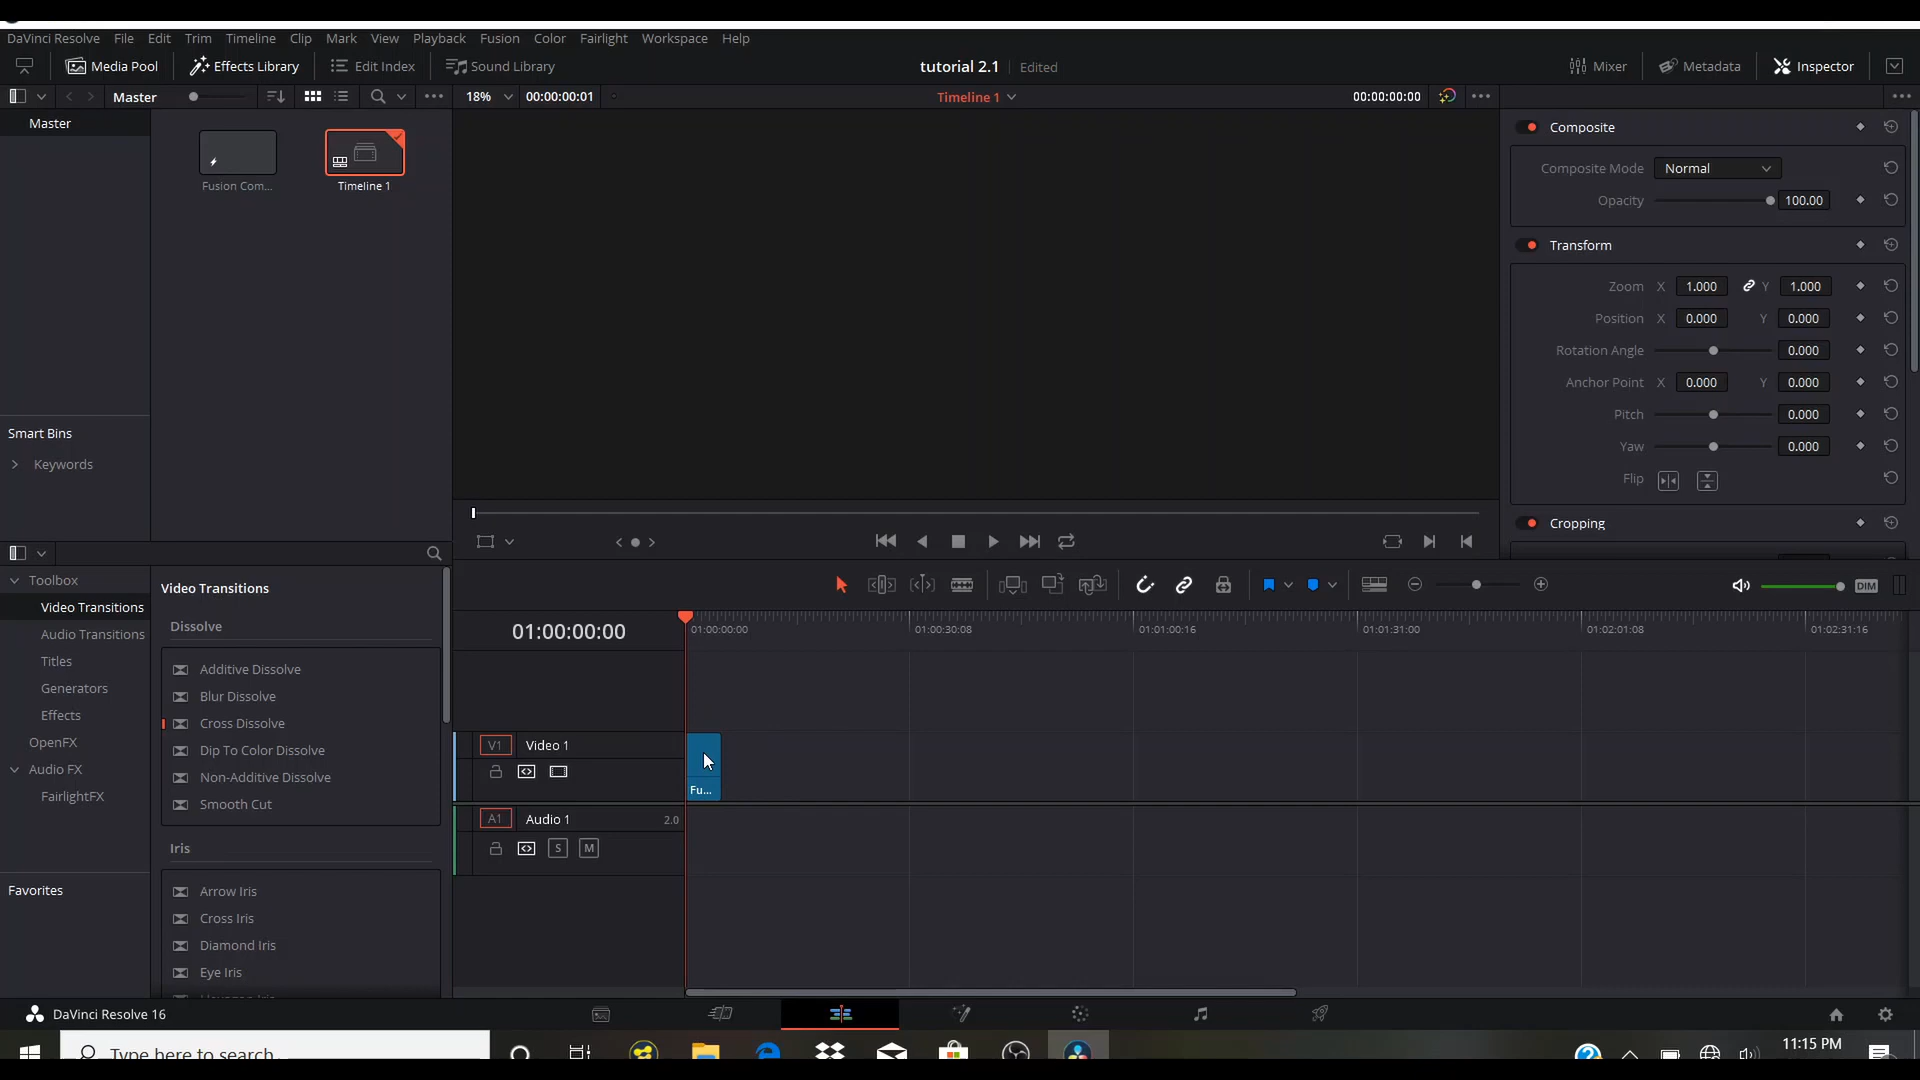 DaVinci Resolve File Edit Trim Timeline Clip Mark View Playback Fusion Color Fairlight Workspace Help
Media Pool Effects Library Edit Index Sound Library tutorial 2.1 Edited Mixer Metadata Inspector
Master 18% 00:00:00:01 Timeline 1 00:00:00:00
Master
Fusion Com... Timeline 1
Smart Bins
Keywords
Composite
Composite Mode Normal
Opacity 100.00
Transform
Zoom X 1.000 Y 1.000
Position X 0.000 Y 0.000
Rotation Angle 0.000
Anchor Point X 0.000 Y 0.000
Pitch 0.000
Yaw 0.000
Flip
Cropping
Toolbox
Video Transitions
Audio Transitions
Titles
Generators
Effects
OpenFX
Audio FX
FairlightFX
Favorites
Video Transitions
Dissolve
Additive Dissolve
Blur Dissolve
Cross Dissolve
Dip To Color Dissolve
Non-Additive Dissolve
Smooth Cut
Iris
Arrow Iris
Cross Iris
Diamond Iris
Eye Iris
DIM
01:00:00:00 01:00:00:00 01:00:30:08 01:01:00:16 01:01:31:00 01:02:01:08 01:02:31:16
V1 Video 1
Fu...
A1 Audio 1 2.0
S M
DaVinci Resolve 16
Type here to search
11:15 PM